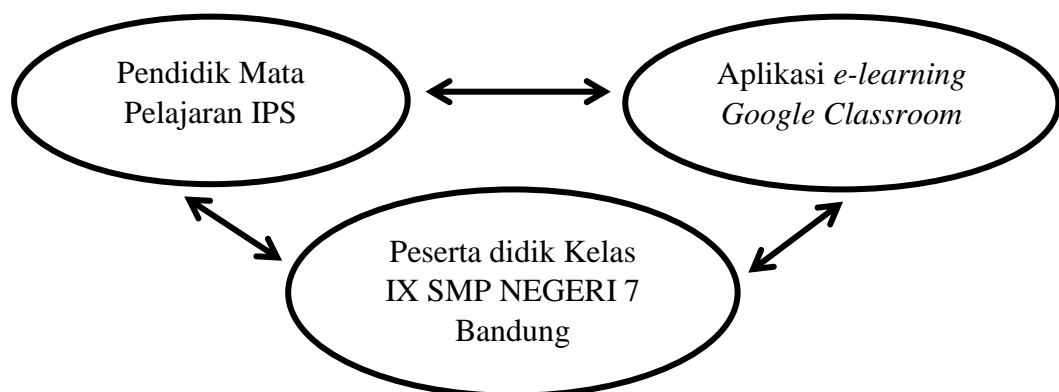 Pendidik Mata
Pelajaran IPS
Aplikasi e-learning
Google Classroom
Peserta didik Kelas
IX SMP NEGERI 7
Bandung